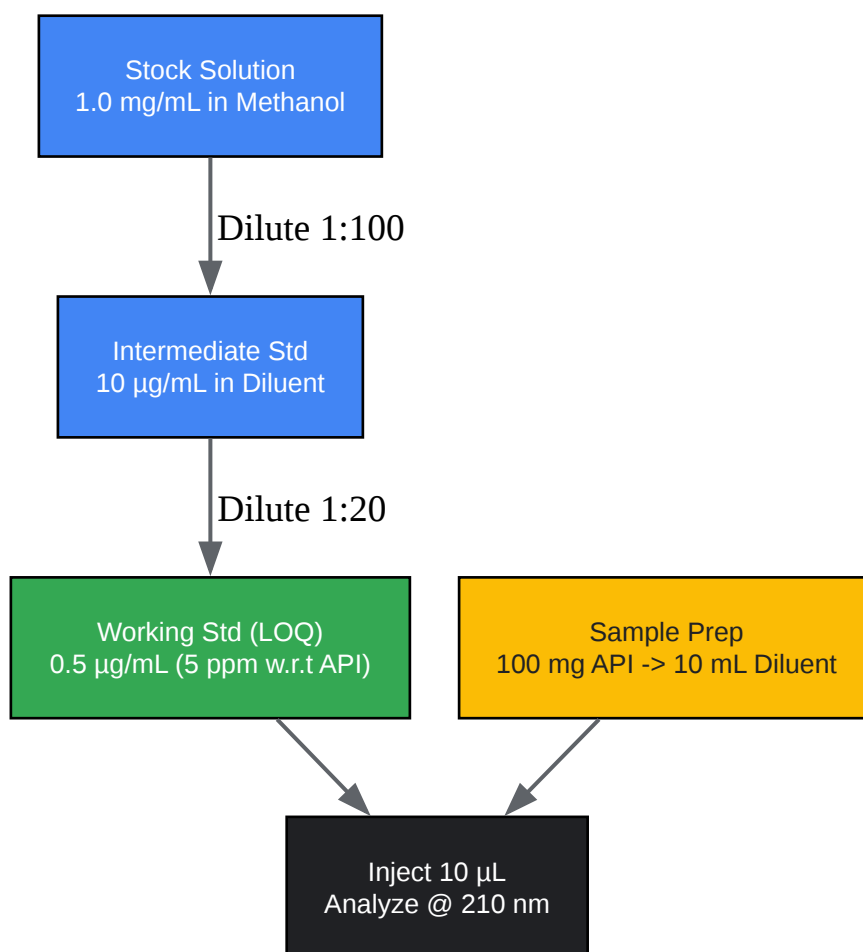 Stock Solution
1.0 mg/mL in Methanol
Dilute 1:100
Intermediate Std
10 µg/mL in Diluent
Dilute 1:20
Working Std (LOQ)
0.5 µg/mL (5 ppm w.r.t API)
Sample Prep
100 mg API -> 10 mL Diluent
Inject 10 µL
Analyze @ 210 nm